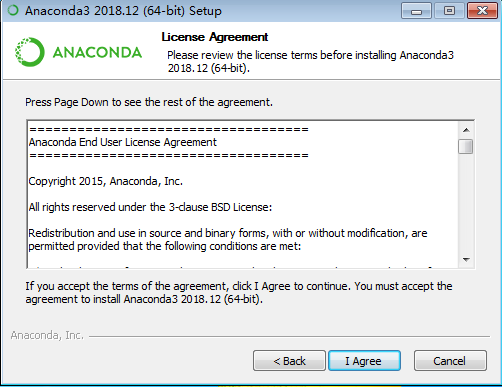 Anaconda3 2018.12 (64-bit) Setup
ANACONDA
License Agreement
Please review the license terms before installing Anaconda3
2018.12 (64-bit).
Press Page Down to see the rest of the agreement.
===================================
Anaconda End User License Agreement
===================================
Copyright 2015, Anaconda, Inc.
All rights reserved under the 3-clause BSD License:
Redistribution and use in source and binary forms, with or without modification, are
permitted provided that the following conditions are met:
If you accept the terms of the agreement, click I Agree to continue. You must accept the
agreement to install Anaconda3 2018.12 (64-bit).
Anaconda, Inc.
< Back
I Agree
Cancel